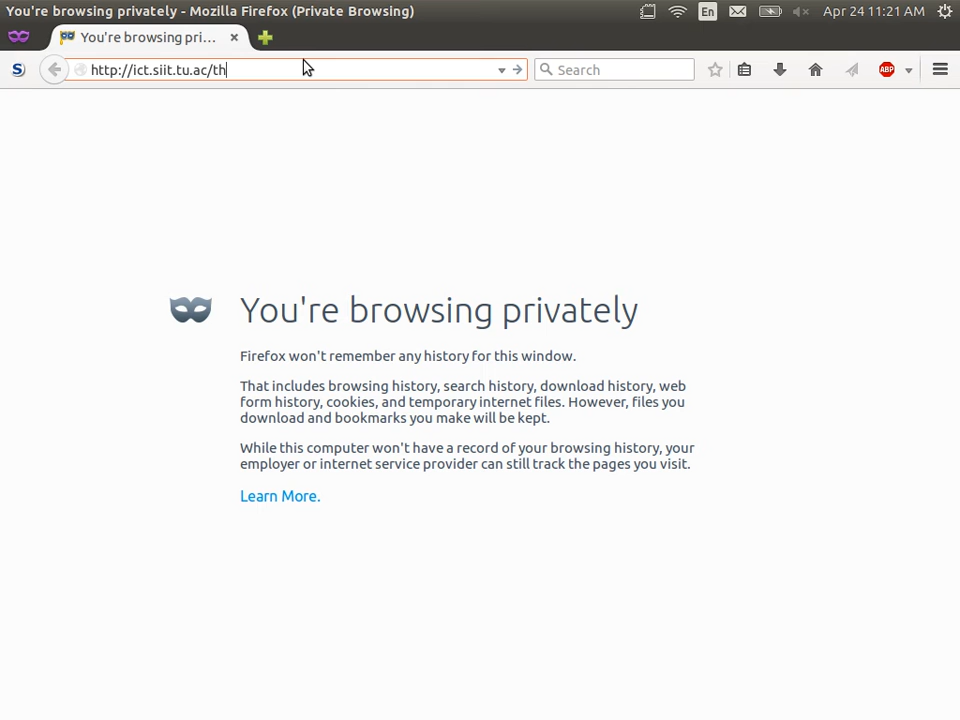 You're browsing privately - Mozilla Firefox (Private Browsing)
En
Apr 24 11:21 AM
You're browsing pri...
S
http://ict.siit.tu.ac/th
Search
ABP
You're browsing privately
Firefox won't remember any history for this window.
That includes browsing history, search history, download history, web
form history, cookies, and temporary internet files. However, files you
download and bookmarks you make will be kept.
While this computer won't have a record of your browsing history, your
employer or internet service provider can still track the pages you visit.
Learn More.